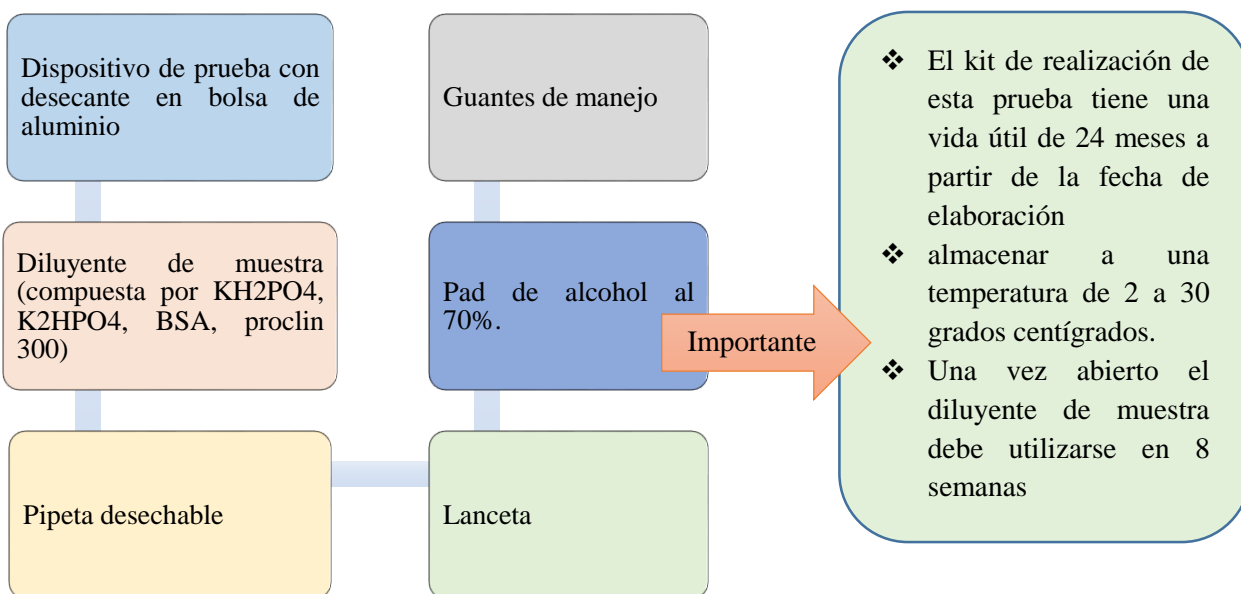 Dispositivo de prueba con
desecante en bolsa de
aluminio
Diluyente de muestra
(compuesta por KH2PO4,
K2HPO4, BSA, proclin
300)
Pipeta desechable
Lanceta
Pad de alcohol al
70%.
Guantes de manejo
Importante
❖ El kit de realización de
esta prueba tiene una
vida útil de 24 meses a
partir de la fecha de
elaboración
❖ almacenar a una
temperatura de 2 a 30
grados centígrados.
❖ Una vez abierto el
diluyente de muestra
debe utilizarse en 8
semanas